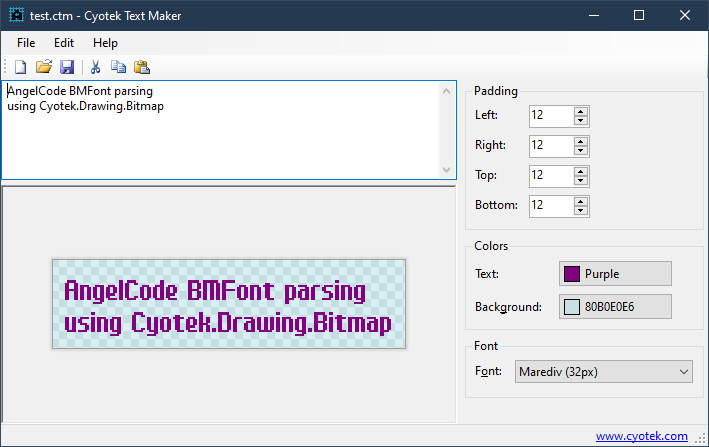 test.ctm - Cyotek Text Maker
File Edit Help
AngelCode BMFont parsing
using Cyotek.Drawing.Bitmap
AngelCode BMFont parsing
using Cyotek.Drawing.Bitmap
Padding
Left: 12
Right: 12
Top: 12
Bottom: 12
Colors
Text: Purple
Background: 80B0E0E6
Font
Font: Marediv (32px)
www.cyotek.com